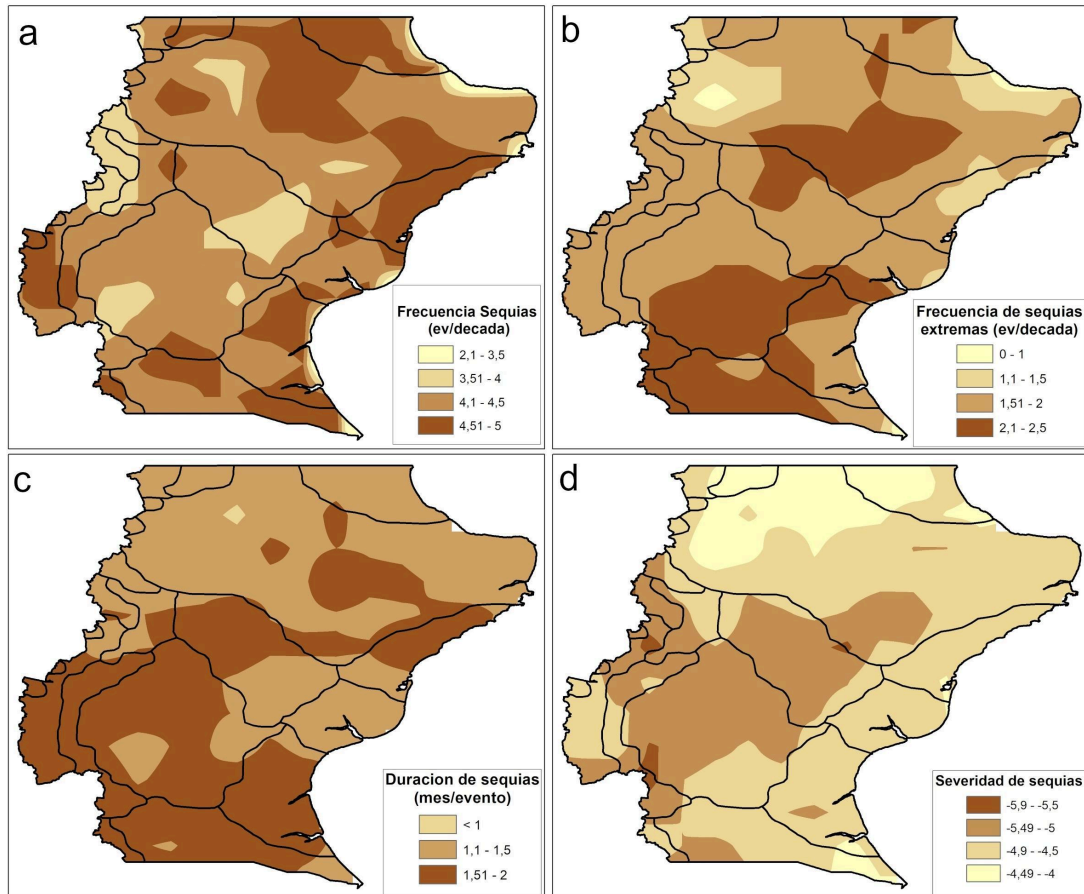 a
Frecuencia Sequias
(ev/decada)
2,1 - 3,5
3,51 - 4
4,1 - 4,5
4,51 - 5
b
Frecuencia de sequias
extremas (ev/decada)
0 - 1
1,1 - 1,5
1,51 - 2
2,1 - 2,5
c
Duracion de sequias
(mes/evento)
< 1
1,1 - 1,5
1,51 - 2
d
Severidad de sequias
-5,9 - -5,5
-5,49 - -5
-4,9 - -4,5
-4,49 - -4